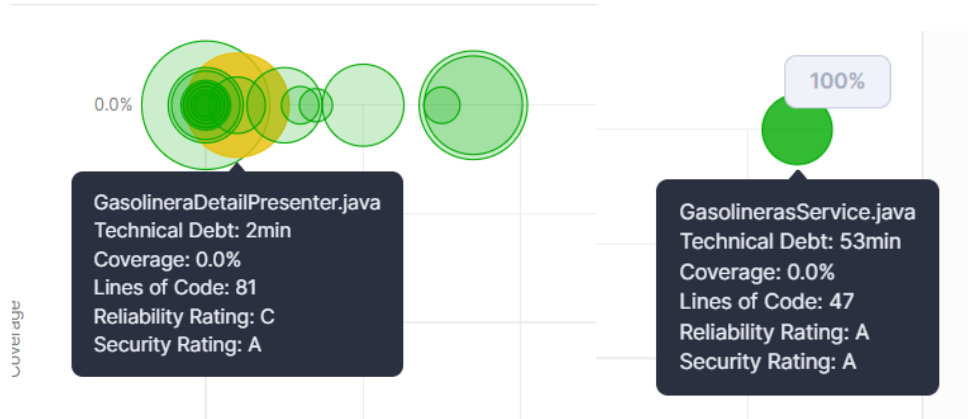 0.0%
GasolineraDetailPresenter.java
Technical Debt: 2min
Coverage: 0.0%
Lines of Code: 81
Reliability Rating: C
Security Rating: A
Coverage
100%
GasolinerasService.java
Technical Debt: 53min
Coverage: 0.0%
Lines of Code: 47
Reliability Rating: A
Security Rating: A